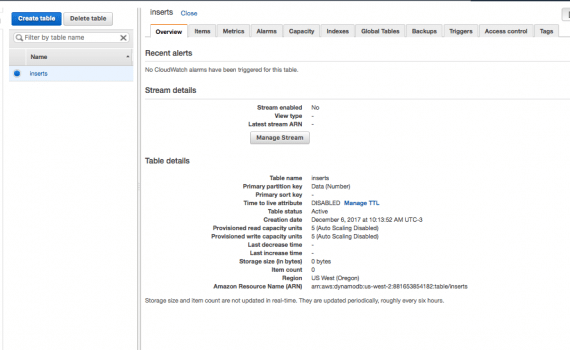 Create table
Delete table
Filter by table name
Name
inserts
inserts Close
Overview Items Metrics Alarms Capacity Indexes Global Tables Backups Triggers Access control Tags
Recent alerts
No CloudWatch alarms have been triggered for this table.
Stream details
Stream enabled No
View type -
Latest stream ARN -
Manage Stream
Table details
Table name inserts
Primary partition key Data (Number)
Primary sort key -
Time to live attribute DISABLED Manage TTL
Table status Active
Creation date December 6, 2017 at 10:13:52 AM UTC-3
Provisioned read capacity units 5 (Auto Scaling Disabled)
Provisioned write capacity units 5 (Auto Scaling Disabled)
Last decrease time -
Last increase time -
Storage size (in bytes) 0 bytes
Item count 0
Region US West (Oregon)
Amazon Resource Name (ARN) arn:aws:dynamodb:us-west-2:881653854182:table/inserts
Storage size and item count are not updated in real-time. They are updated periodically, roughly every six hours.